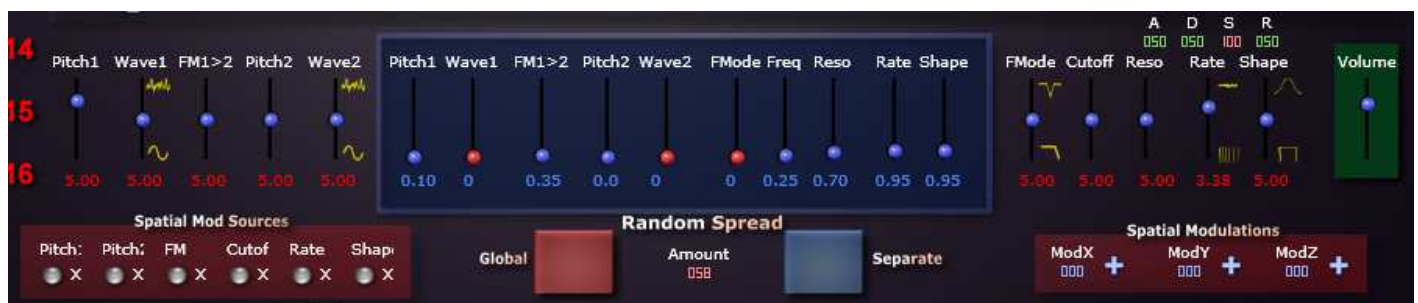 A D S R
050 050 100 050
14
15
16
Pitch1 Wave1 FM1>2 Pitch2 Wave2
5.00 5.00 5.00 5.00 5.00
Pitch1 Wave1 FM1>2 Pitch2 Wave2 FMode Freq Reso Rate Shape
0.10 0 0.35 0.0 0 0 0.25 0.70 0.95 0.95
FMode Cutoff Reso Rate Shape
5.00 5.00 5.00 3.38 5.00
Volume
Spatial Mod Sources
Pitch: Pitch: FM Cutof Rate Shap
X X X X X X
Random Spread
Global
Amount
058
Separate
Spatial Modulations
ModX ModY ModZ
000 + 000 + 000 +